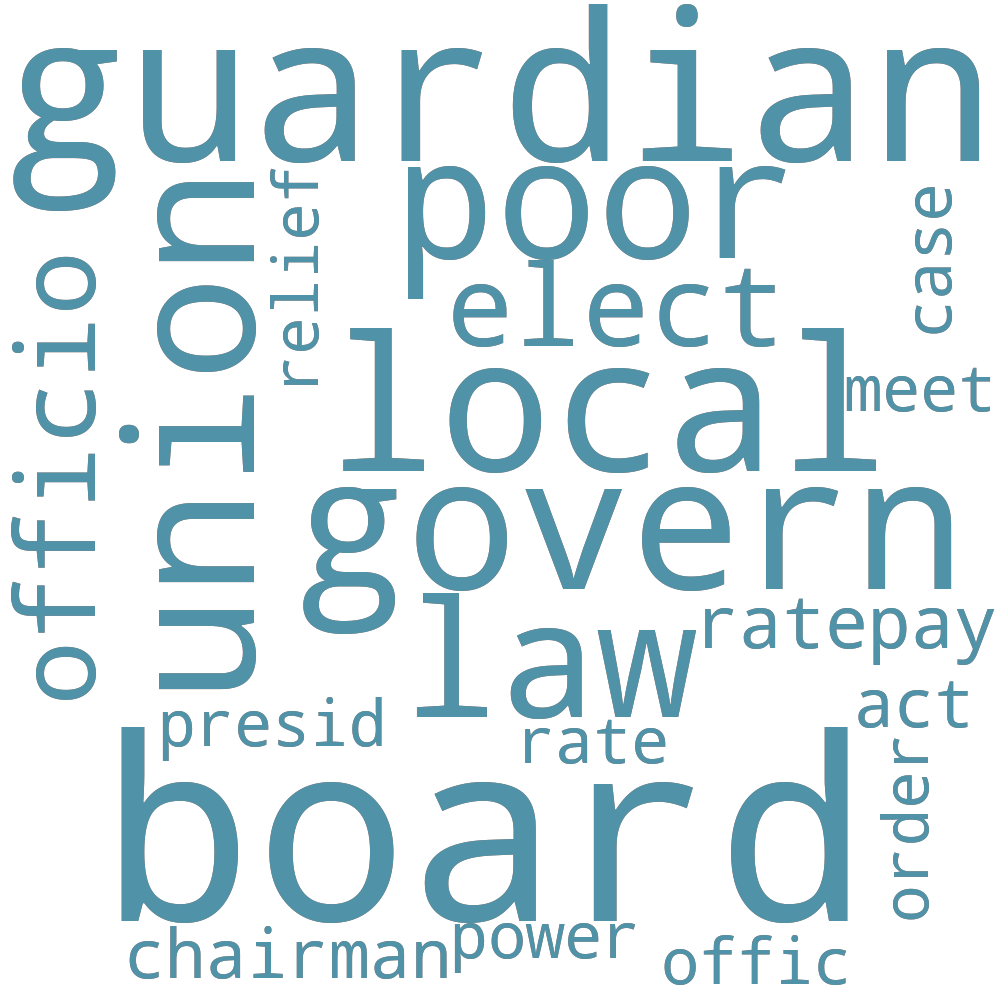 guardian
union
relief
poor
case
officio
elect
local
meet
govern
law
ratepay
presid
rate
act
order
board
chairman
power
offic